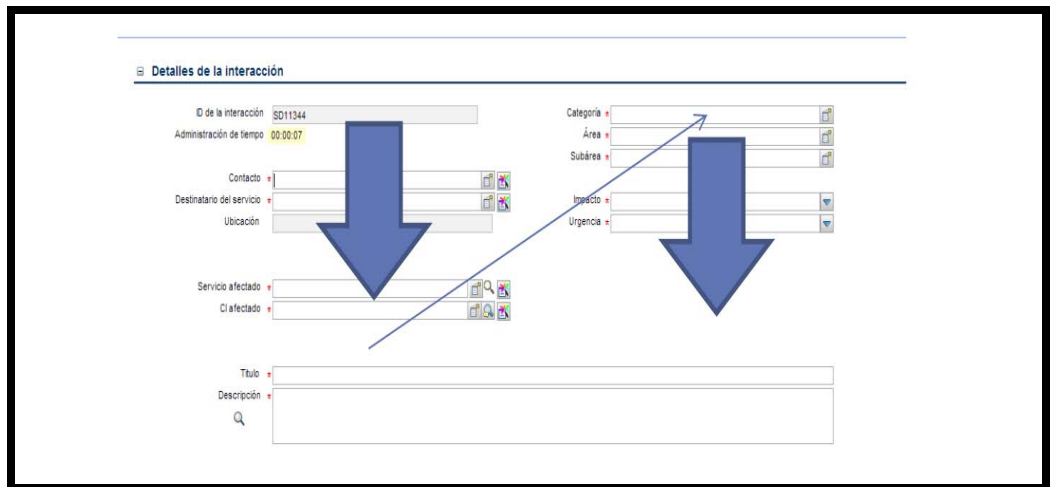 Detalles de la interacción
ID de la interacción SD11344
Administración de tiempo 00:00:07
Contacto *
Destinatario del servicio *
Ubicación
Servicio afectado *
CI afectado *
Categoría *
Área *
Subárea *
Impacto *
Urgencia *
Título *
Descripción *